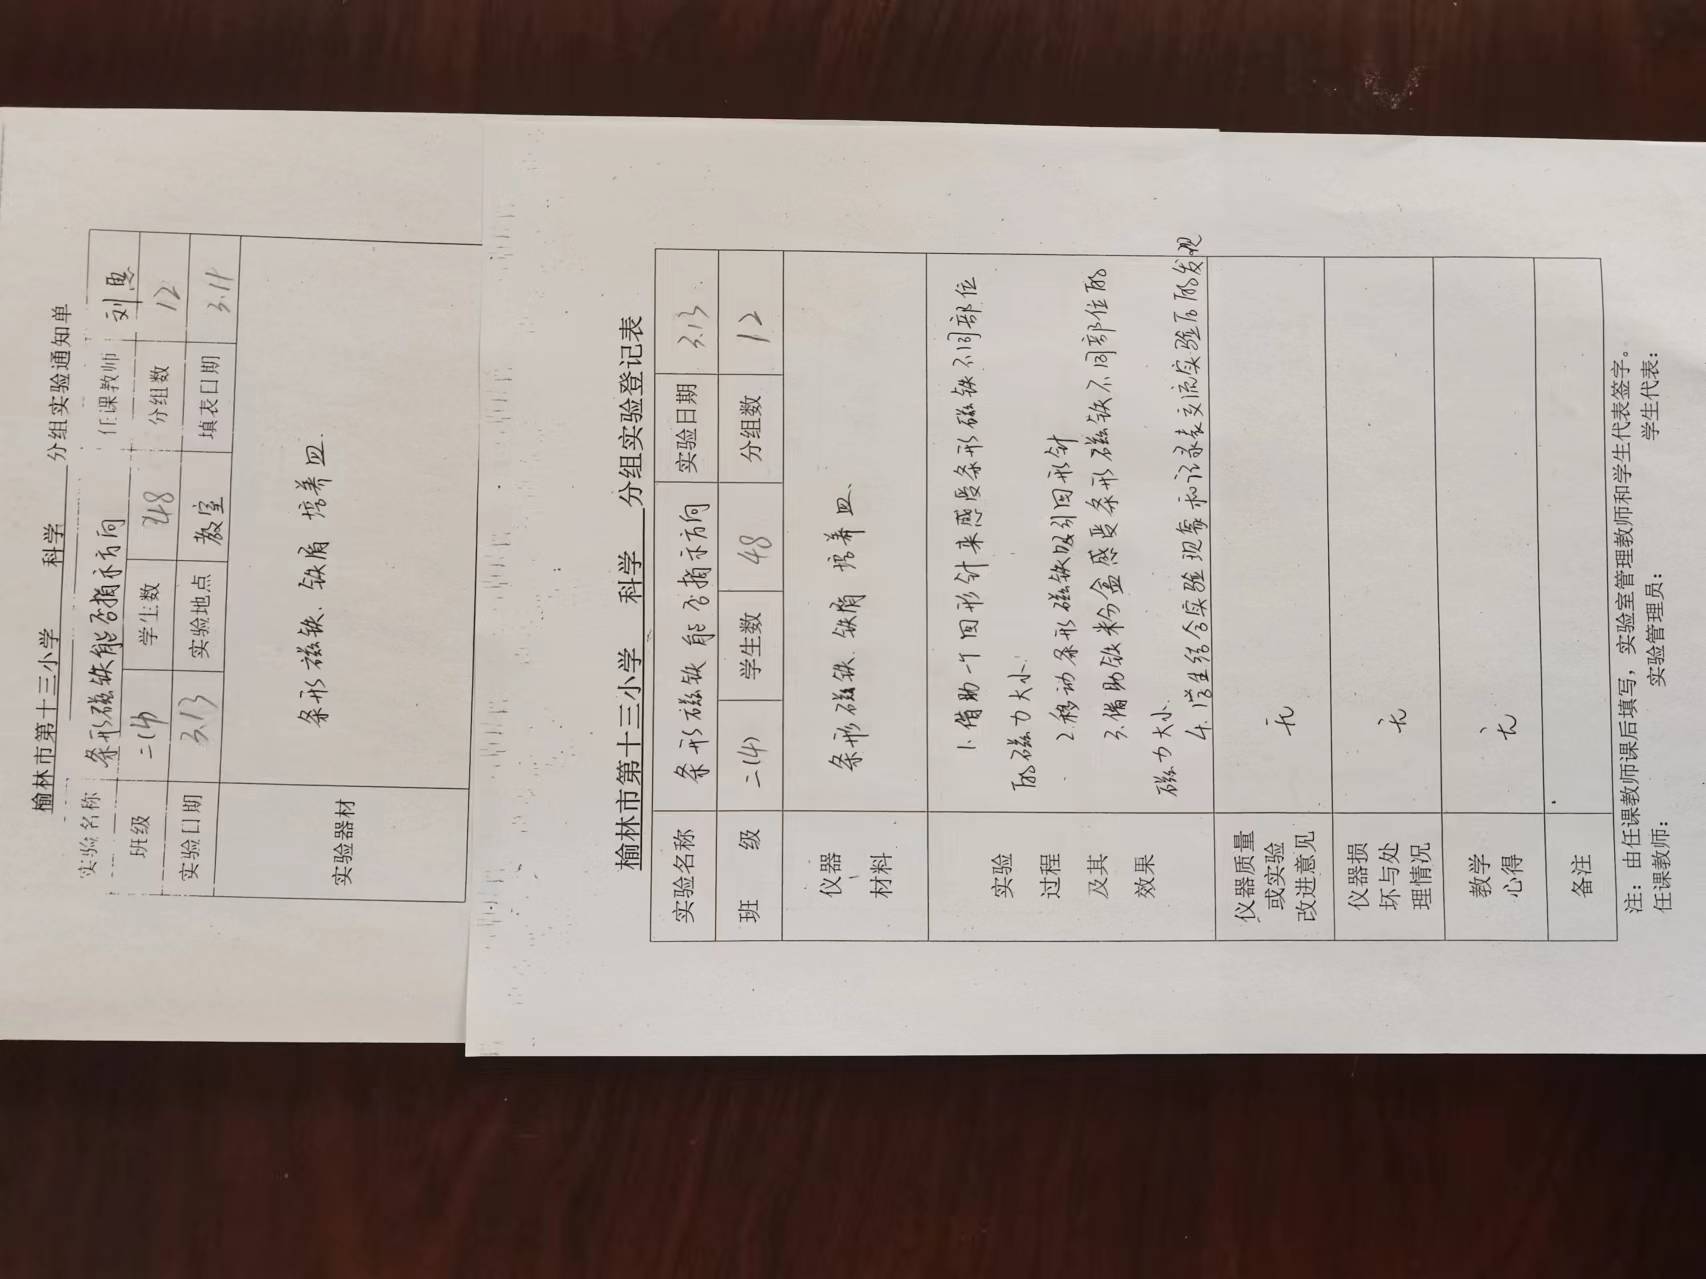 榆林市第十三小学 科学 分组实验通知单
实验名称 条形磁铁能否指示方向 任课教师 刘思
班级 二(4) 学生数 48 分组数 12
实验日期 3.13 实验地点 教室 填表日期 3.11
实验器材 条形磁铁、铁屑 培养皿
榆林市第十三小学 科学 分组实验登记表
实验名称 条形磁铁能否指示方向 实验日期 3.13
班 级 二(4) 学生数 48 分组数 12
仪器
材料
条形磁铁、铁屑 培养皿、
实验
过程
及其
效果
1.借助一个回形针来感受条形磁铁不同部位
的磁力大小
2.移动条形磁铁吸引回形针
3.借助铁粉盒感受条形磁铁不同部位的
磁力大小
4.学生结合实验现象和记录表交流实验后的发现
仪器质量
或实验
改进意见
无
仪器损
坏与处
理情况
无
教学
心得
无
备注
注：由任课教师课后填写，实验室管理教师和学生代表签字。
任课教师： 实验管理员： 学生代表：